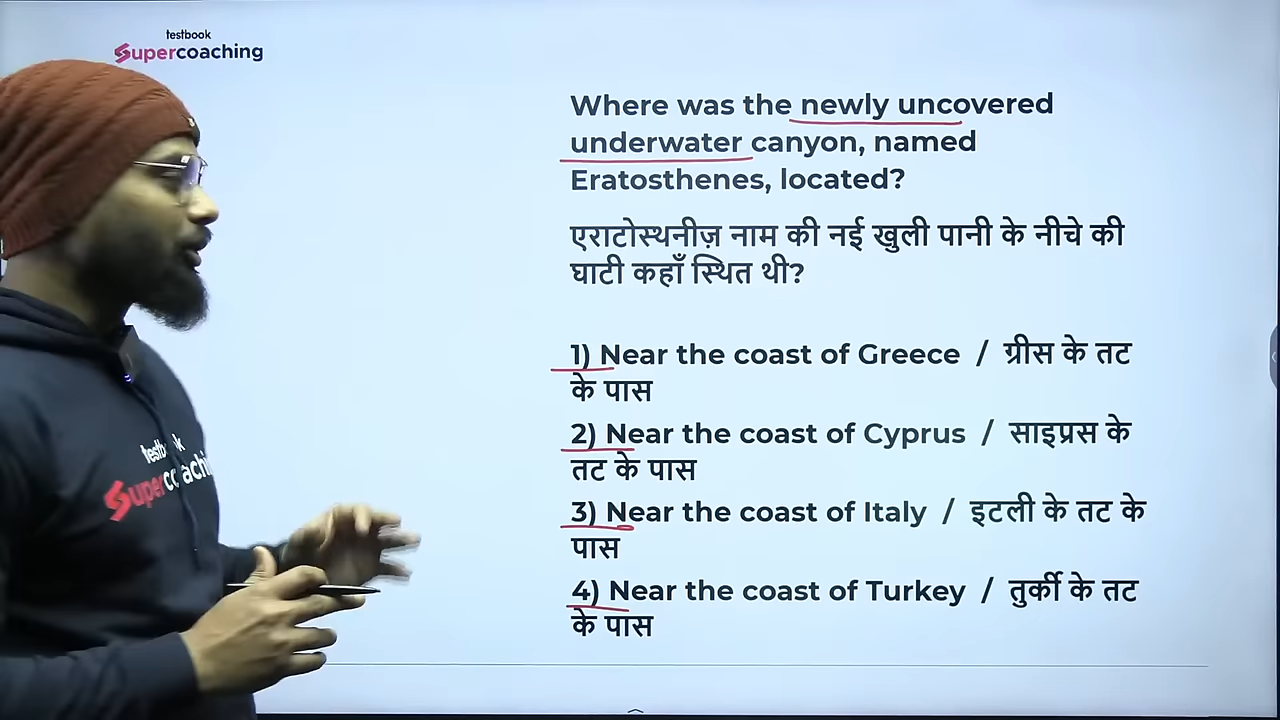 testbook
Supercoaching
Where was the newly uncovered
underwater canyon, named
Eratosthenes, located?
एराटोस्थनीज़ नाम की नई खुली पानी के नीचे की
घाटी कहाँ स्थित थी?
1) Near the coast of Greece / ग्रीस के तट
के पास
2) Near the coast of Cyprus / साइप्रस के
तट के पास
3) Near the coast of Italy / इटली के तट के
पास
4) Near the coast of Turkey / तुर्की के तट
के पास
testbook
Supercoaching